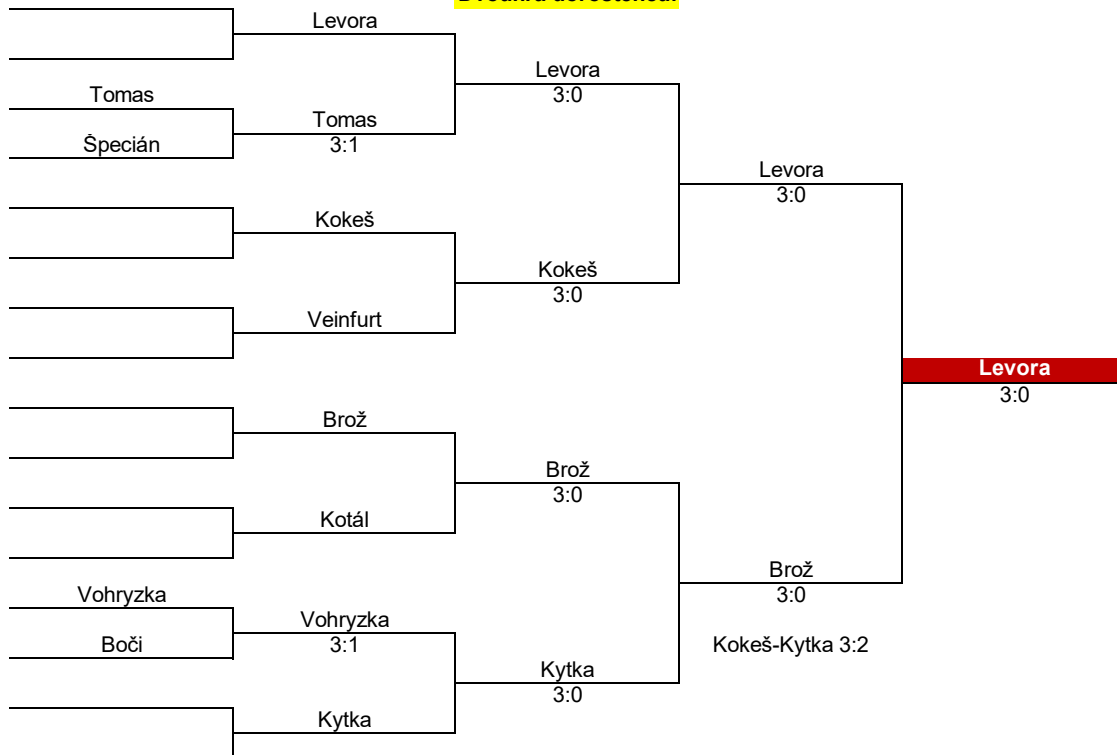 Levora
Levora
3:0
Tomas
Tomas
3:1
Špecián
Levora
3:0
Kokeš
Kokeš
3:0
Veinfurt
Levora
3:0
Brož
Brož
3:0
Kotál
Brož
3:0
Vohryzka
Vohryzka
3:1
Boči
Kokeš-Kytka 3:2
Kytka
3:0
Kytka